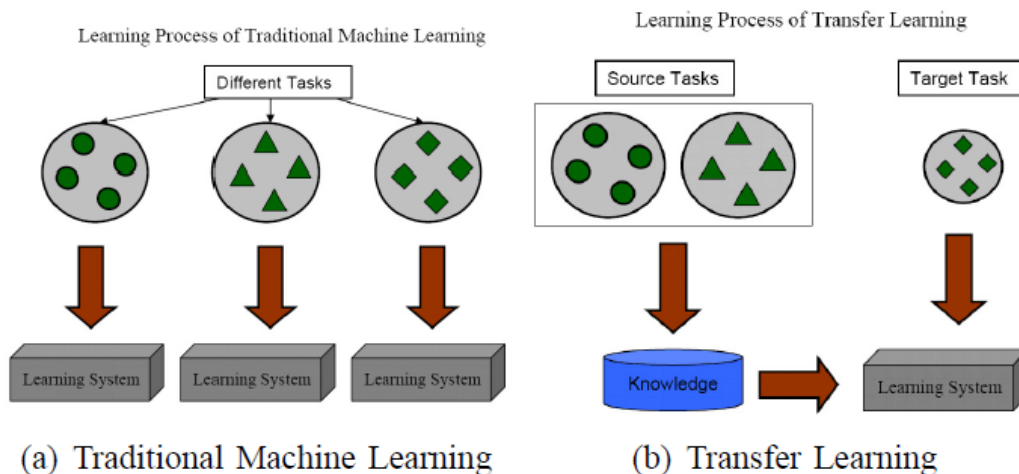 Learning Process of Traditional Machine Learning
Different Tasks
Learning System
Learning System
Learning System
(a) Traditional Machine Learning
Learning Process of Transfer Learning
Source Tasks
Target Task
Knowledge
Learning System
(b) Transfer Learning